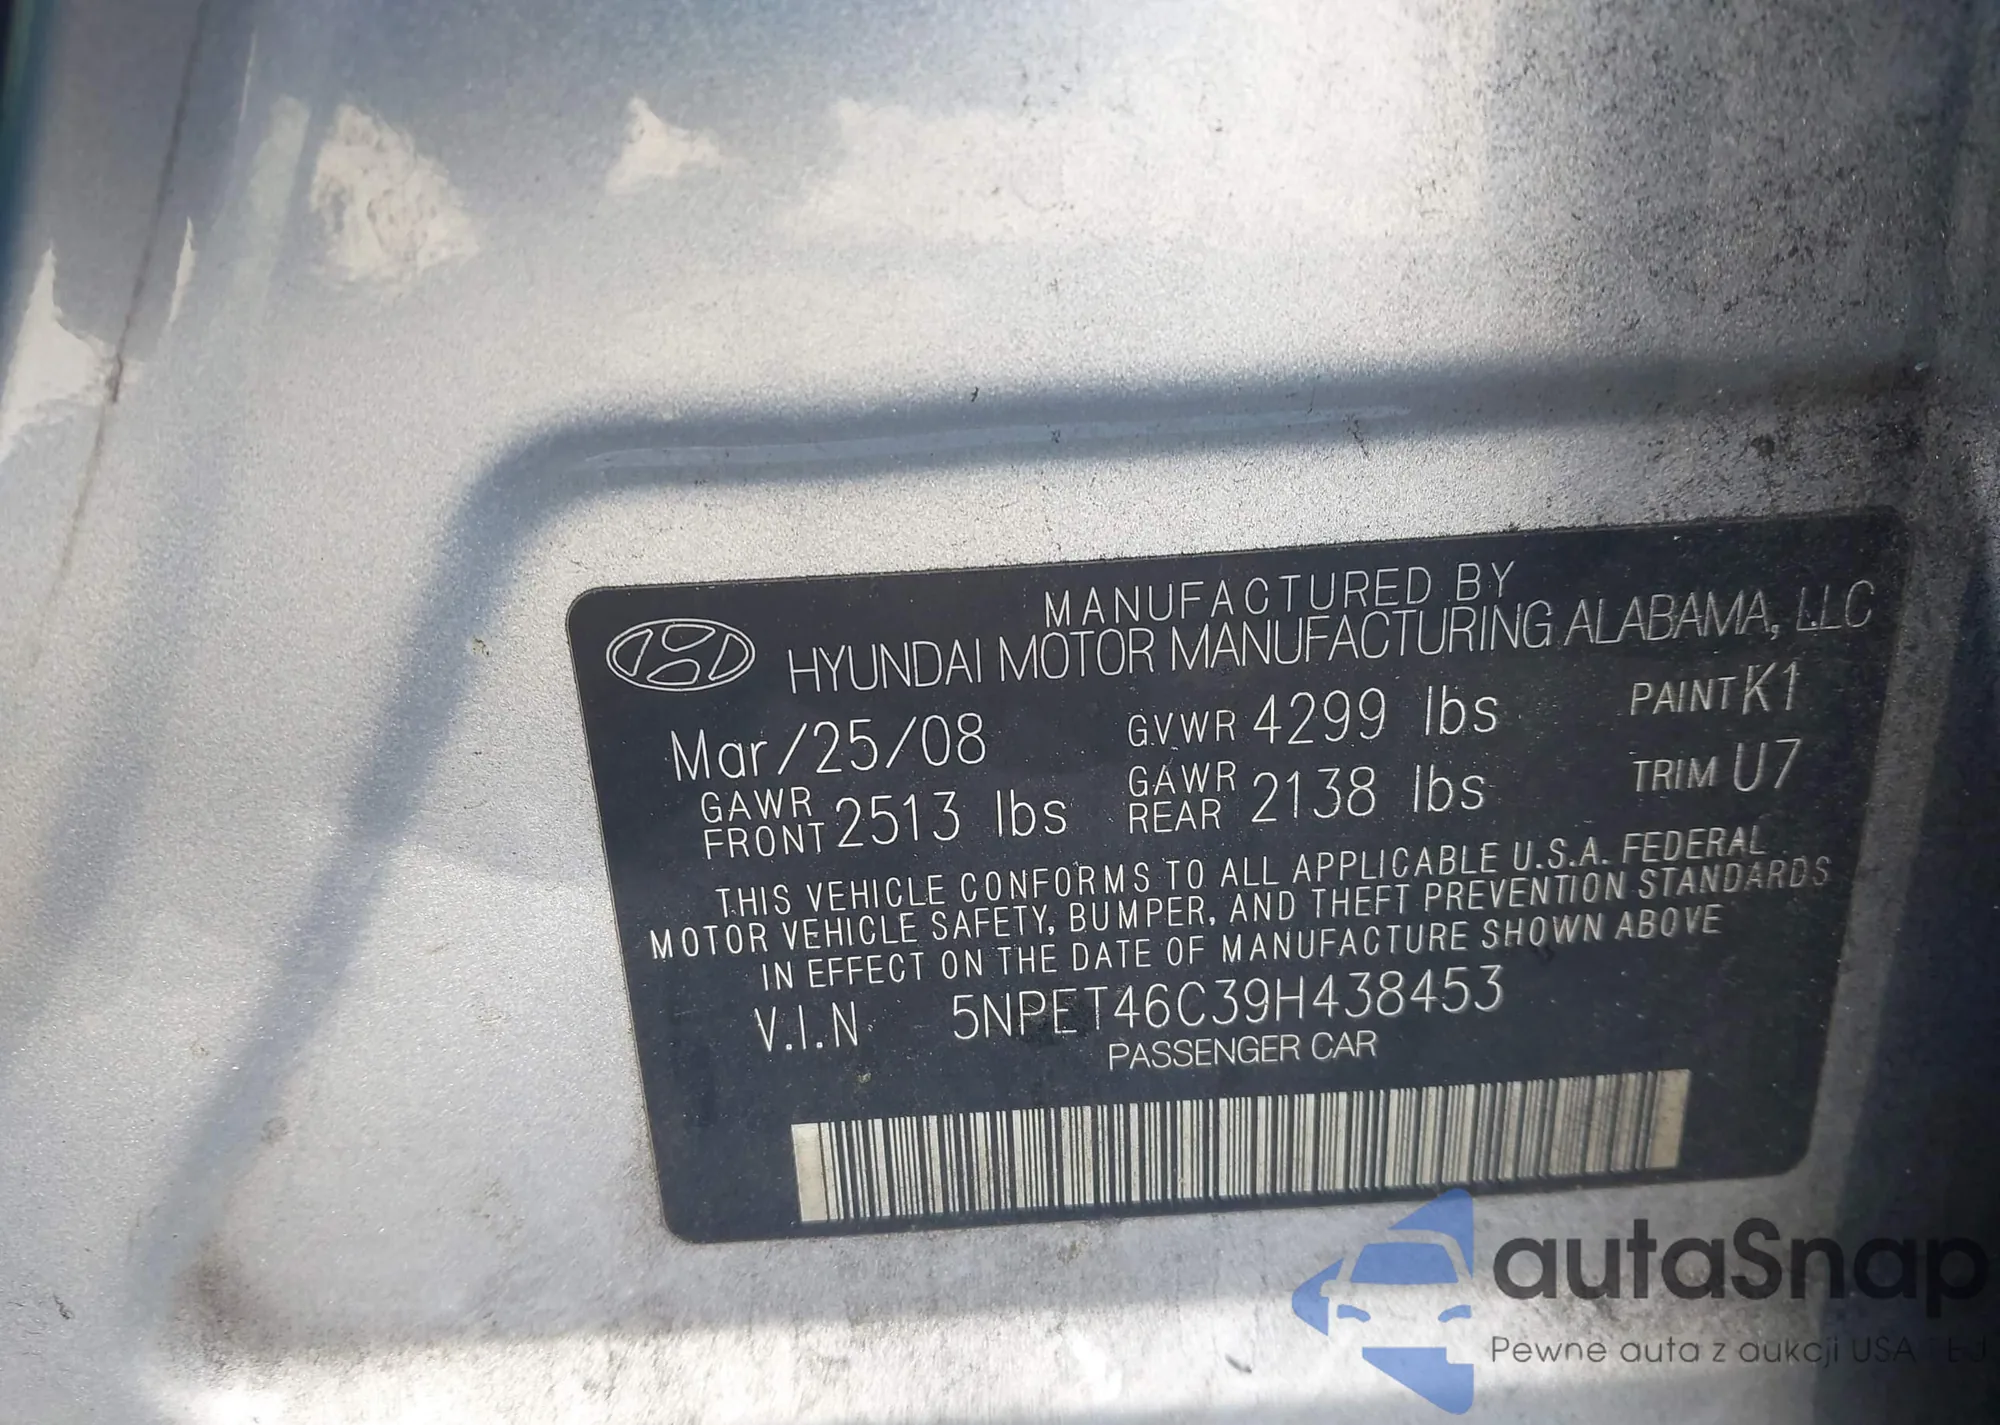 MANUFACTURED BY
HYUNDAI MOTOR MANUFACTURING ALABAMA, LLC
Mar/25/08 GVWR 4299 lbs PAINT K1
GAWR FRONT 2513 lbs GAWR REAR 2138 lbs TRIM U7
THIS VEHICLE CONFORMS TO ALL APPLICABLE U.S.A. FEDERAL
MOTOR VEHICLE SAFETY, BUMPER, AND THEFT PREVENTION STANDARDS
IN EFFECT ON THE DATE OF MANUFACTURE SHOWN ABOVE
V.I.N 5NPET46C39H438453
PASSENGER CAR
autaSnap
Pewne auta z aukcji USA i EU